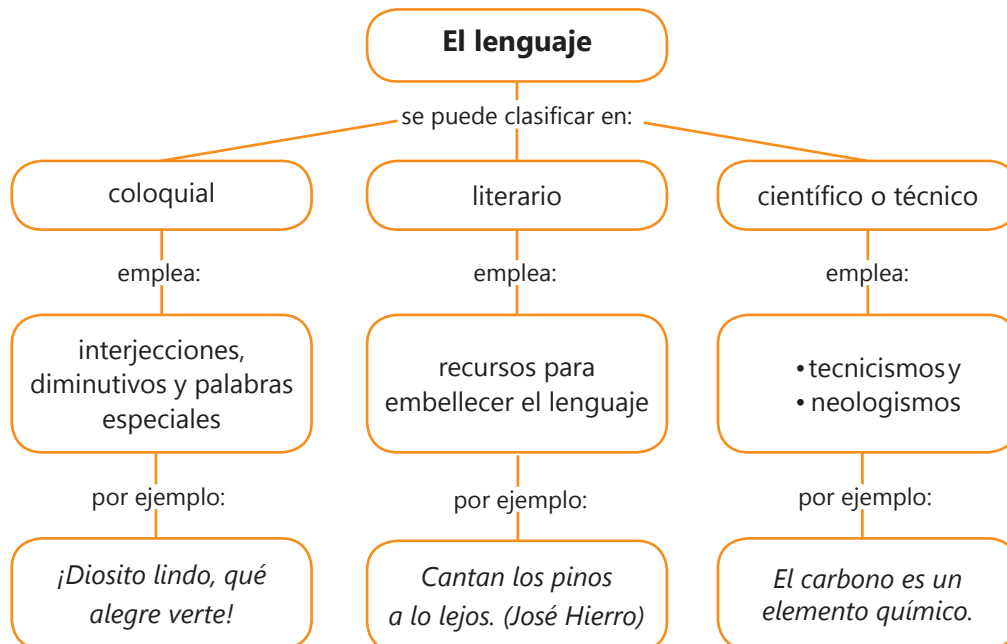 El lenguaje
se puede clasificar en:
coloquial
literario
científico o técnico
emplea:
emplea:
emplea:
interjecciones,
diminutivos y palabras
especiales
recursos para
embellecer el lenguaje
•tecnicismos y
• neologismos
por ejemplo:
por ejemplo:
por ejemplo:
¡Diosito lindo, qué
alegre verte!
Cantan los pinos
a lo lejos. (José Hierro)
El carbono es un
elemento químico.